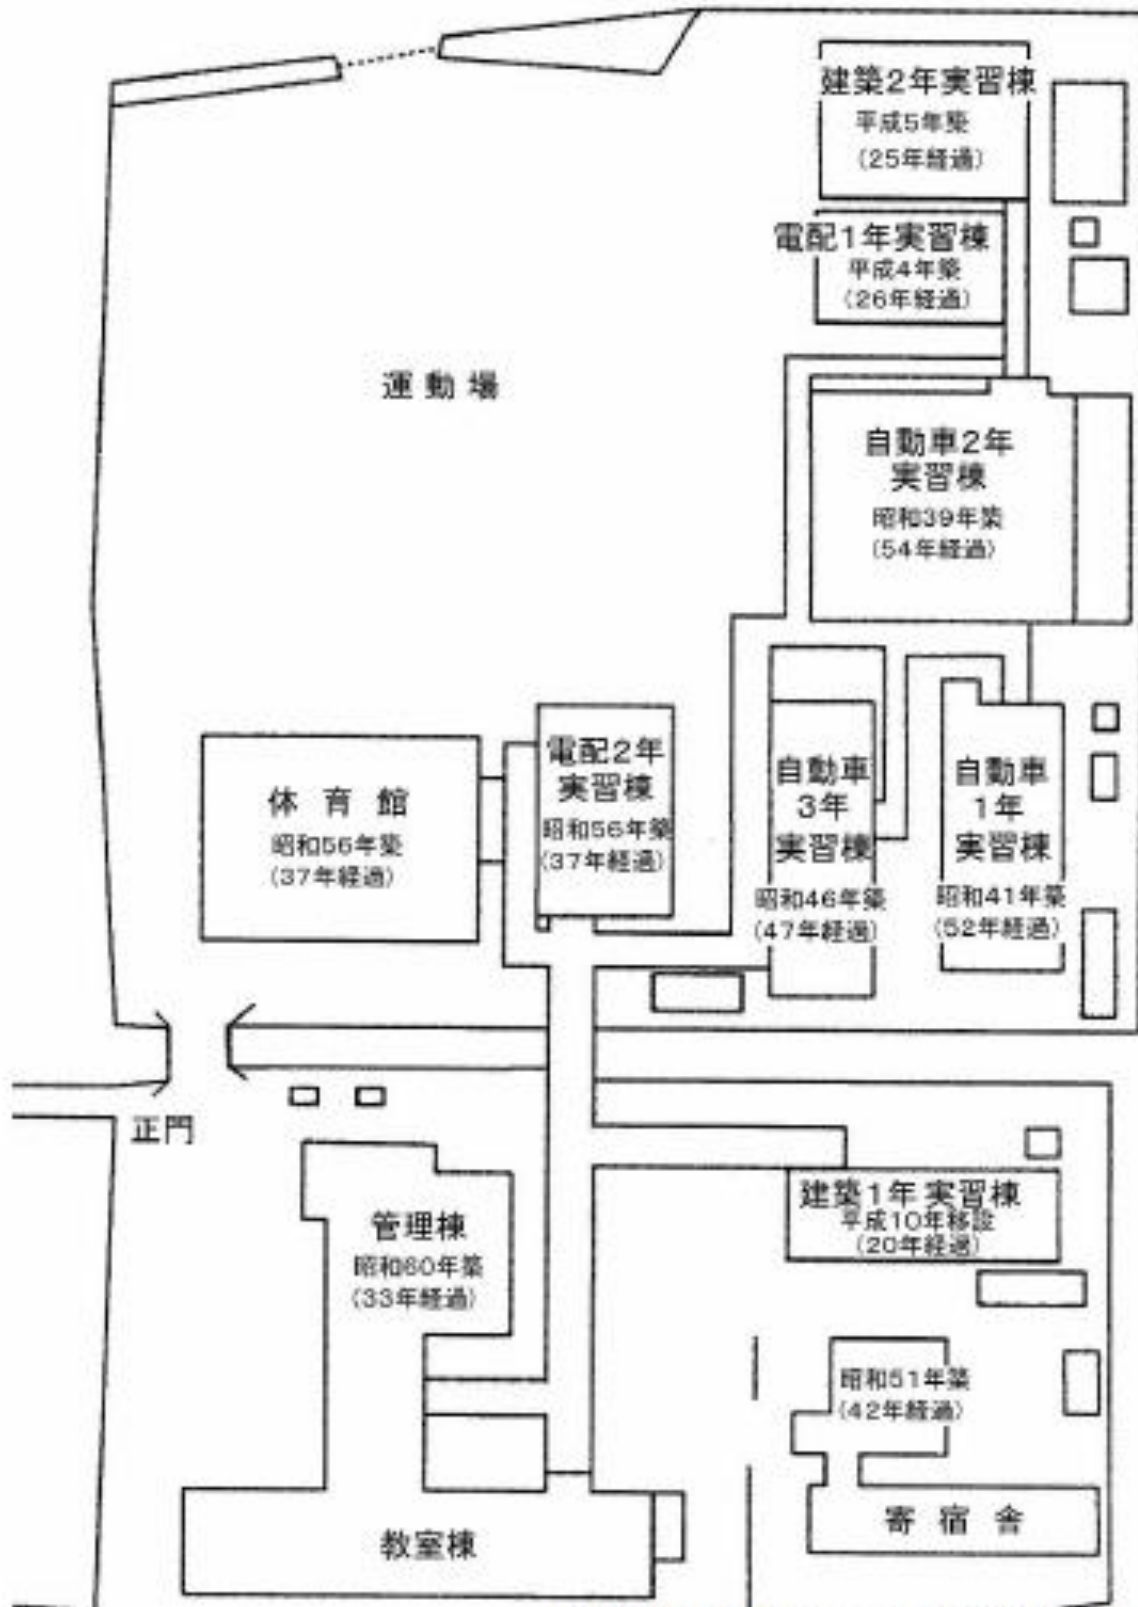 建築2年実習棟
平成5年築
(25年経過)
電配1年実習棟
平成4年築
(26年経過)
運動場
自動車2年
実習棟
昭和39年築
(54年経過)
体育館
昭和56年築
(37年経過)
電配2年
実習棟
昭和56年築
(37年経過)
自動車
3年
実習棟
昭和46年築
(47年経過)
自動車
1年
実習棟
昭和41年築
(52年経過)
正門
管理棟
昭和60年築
(33年経過)
建築1年実習棟
平成10年移設
(20年経過)
昭和51年築
(42年経過)
寄宿舎
教室棟